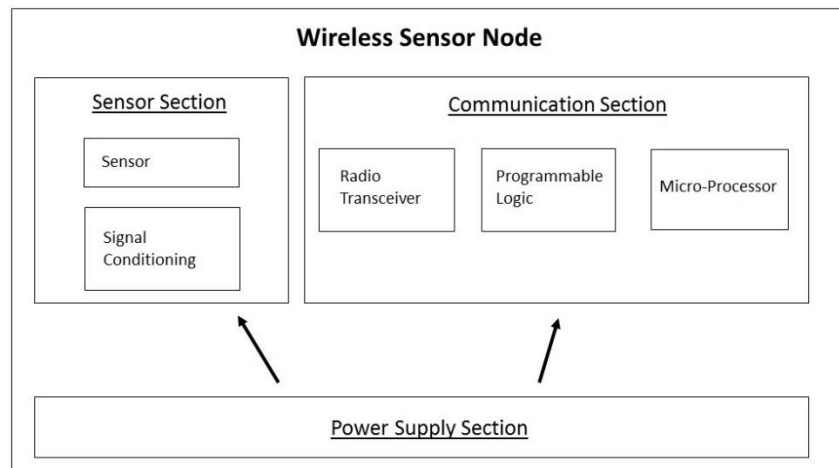 Wireless Sensor Node
Sensor Section
Sensor
Signal
Conditioning
Communication Section
Radio
Transceiver
Programmable
Logic
Micro-Processor
Power Supply Section